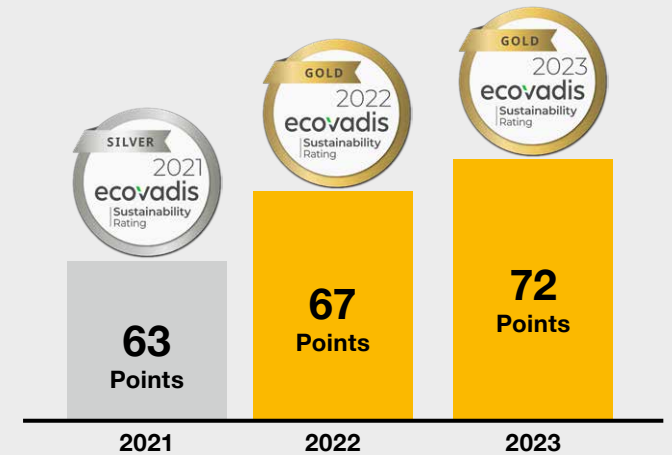 SILVER
2021
ecovadis
Sustainability
Rating
63
Points
2021
GOLD
2022
ecovadis
Sustainability
Rating
67
Points
2022
GOLD
2023
ecovadis
Sustainability
Rating
72
Points
2023